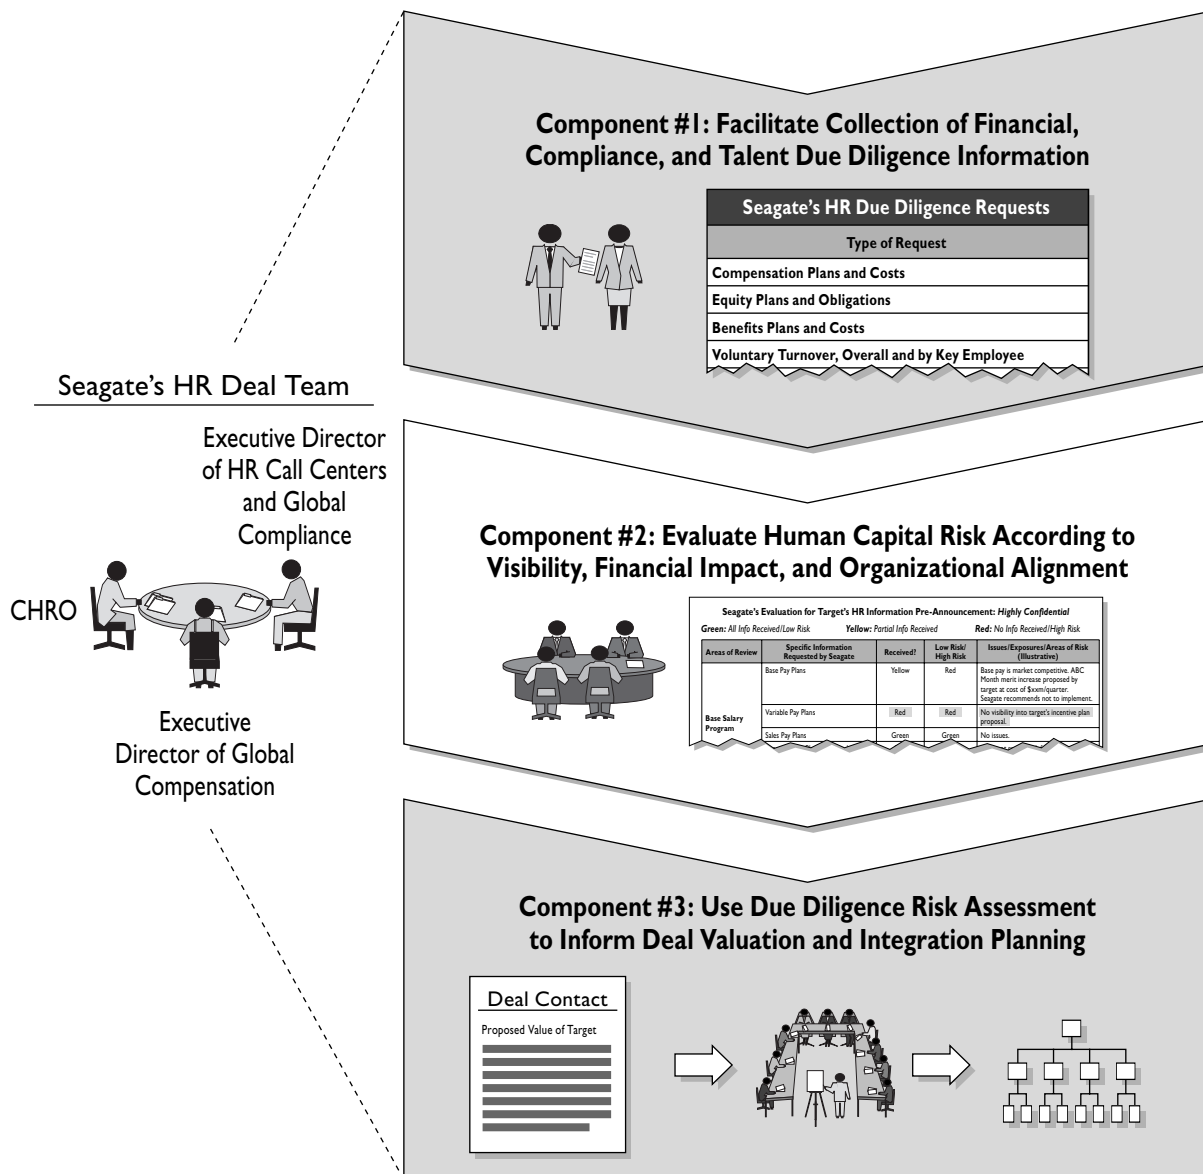 Component #1: Facilitate Collection of Financial,
Compliance, and Talent Due Diligence Information
Seagate's HR Due Diligence Requests
Type of Request
Compensation Plans and Costs
Equity Plans and Obligations
Benefits Plans and Costs
Voluntary Turnover, Overall and by Key Employee
Seagate's HR Deal Team
Executive Director
of HR Call Centers
and Global
Compliance
CHRO
Executive
Director of Global
Compensation
Component #2: Evaluate Human Capital Risk According to
Visibility, Financial Impact, and Organizational Alignment
Seagate's Evaluation for Target's HR Information Pre-Announcement: Highly Confidential
Green: All Info Received/Low Risk Yellow: Partial Info Received Red: No Info Received/High Risk
Areas of Review
Specific Information
Requested by Seagate
Received?
Low Risk/
High Risk
Issues/Exposures/Areas of Risk
(Illustrative)
Base Salary
Program
Base Pay Plans
Yellow
Red
Base pay is market competitive. ABC
Month merit increase proposed by
target at cost of $xxm/quarter.
Seagate recommends not to implement.
Variable Pay Plans
Red
Red
No visibility into target's incentive plan
proposal.
Sales Pay Plans
Green
Green
No issues.
Component #3: Use Due Diligence Risk Assessment
to Inform Deal Valuation and Integration Planning
Deal Contact
Proposed Value of Target